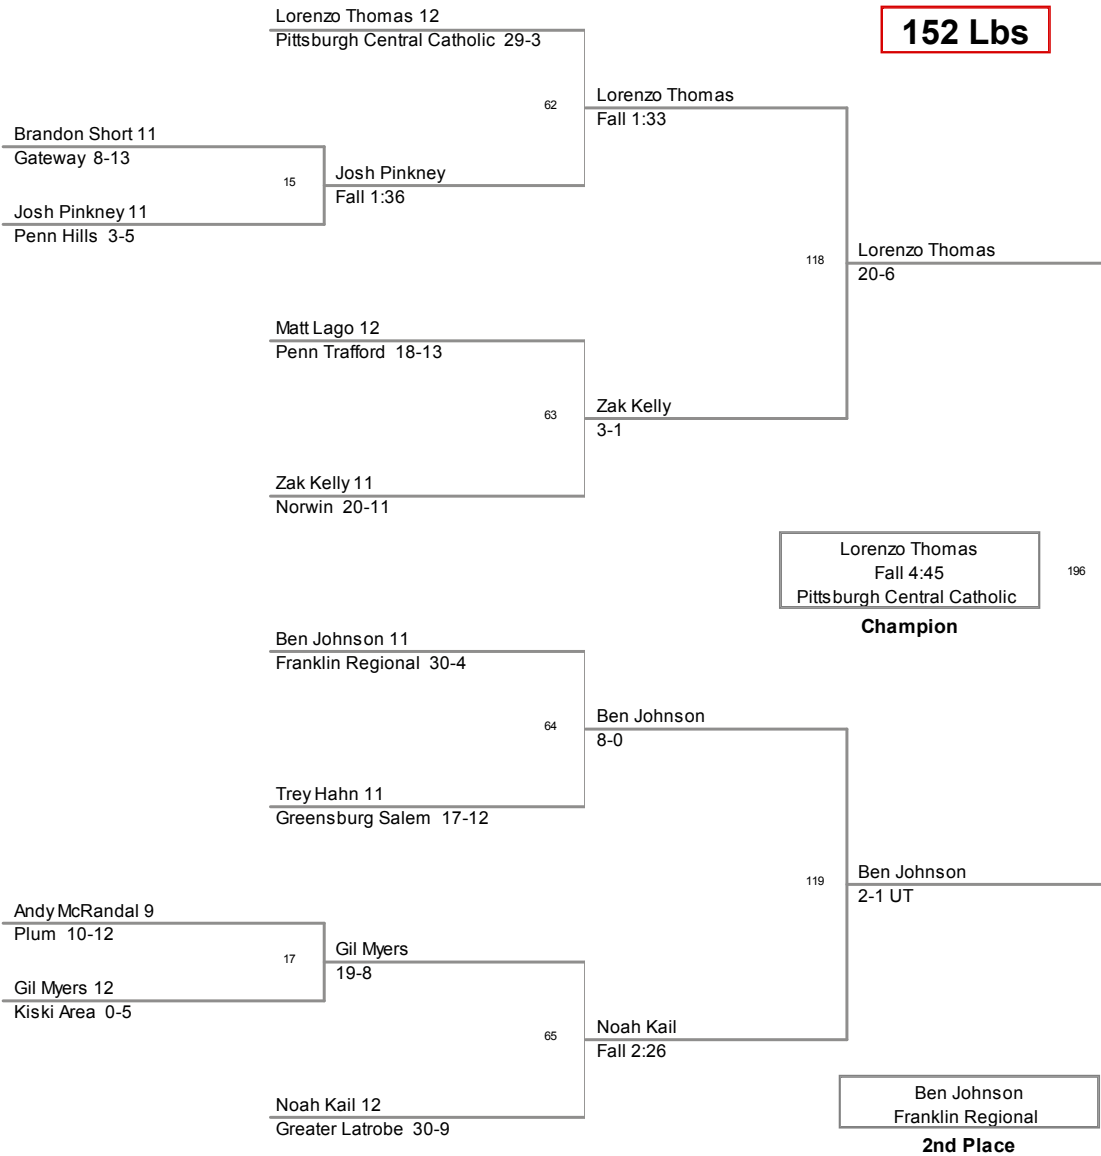 Lorenzo Thomas 12
152 Lbs
Pittsburgh Central Catholic 29-3
62
Lorenzo Thomas
Fall 1:33
Brandon Short 11
Gateway 8-13
15
Josh Pinkney
Fall 1:36
Josh Pinkney 11
Penn Hills 3-5
118
Lorenzo Thomas
20-6
Matt Lago 12
Penn Trafford 18-13
63
Zak Kelly
3-1
Zak Kelly 11
Norwin 20-11
Lorenzo Thomas
Fall 4:45
196
Pittsburgh Central Catholic
Champion
Ben Johnson 11
Franklin Regional 30-4
64
Ben Johnson
8-0
Trey Hahn 11
Greensburg Salem 17-12
119
Ben Johnson
2-1 UT
Andy McRandal 9
Plum 10-12
17
Gil Myers
19-8
Gil Myers 12
Kiski Area 0-5
65
Noah Kail
Fall 2:26
Noah Kail 12
Greater Latrobe 30-9
Ben Johnson
Franklin Regional
2nd Place